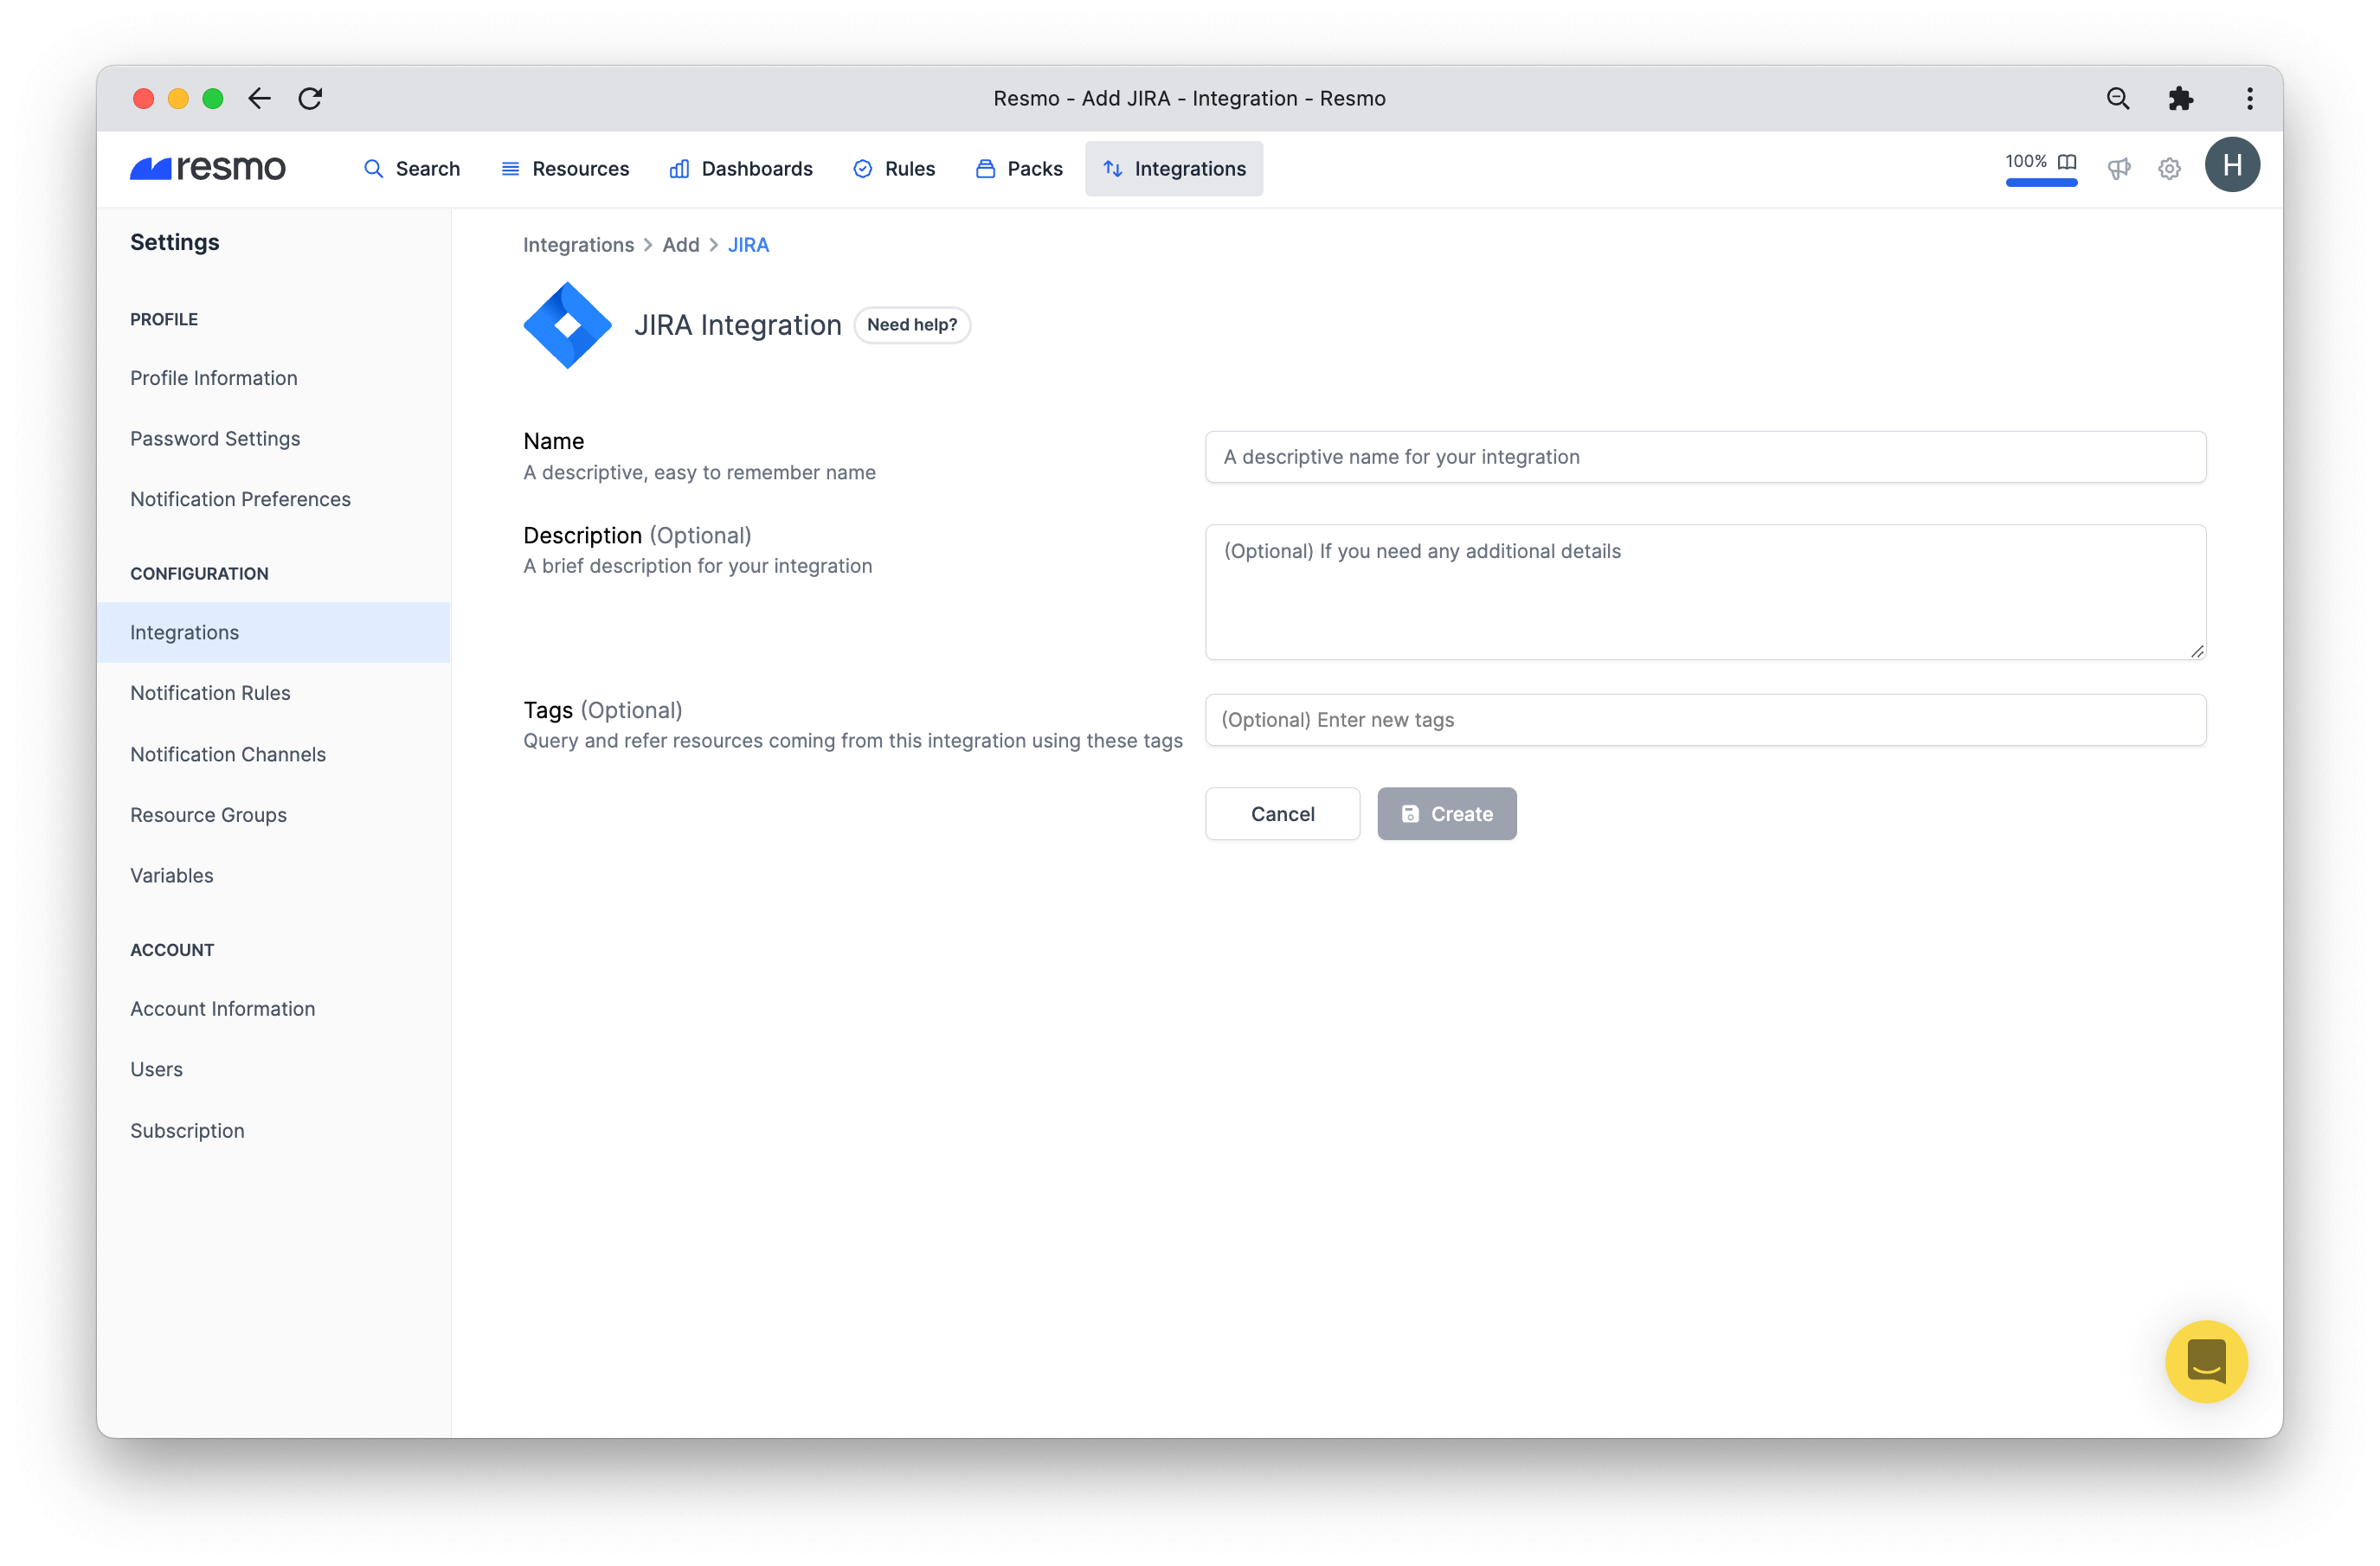 Resmo - Add JIRA - Integration - Resmo
resmo
Search
Resources
Dashboards
Rules
Packs
Integrations
100%
H
Settings
PROFILE
Profile Information
Password Settings
Notification Preferences
CONFIGURATION
Integrations
Notification Rules
Notification Channels
Resource Groups
Variables
ACCOUNT
Account Information
Users
Subscription
Integrations > Add > JIRA
JIRA Integration
Need help?
Name
A descriptive, easy to remember name
A descriptive name for your integration
Description (Optional)
A brief description for your integration
(Optional) If you need any additional details
Tags (Optional)
Query and refer resources coming from this integration using these tags
(Optional) Enter new tags
Cancel
Create